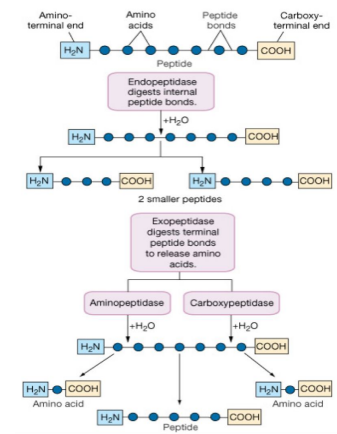 Amino-
terminal end
Amino
acids
Peptide
bonds
Carboxy-
terminal end
H₂N
COOH
Peptide
Endopeptidase
digests internal
peptide bonds.
+H₂O
H₂N
COOH
H₂N
COOH
H₂N
COOH
2 smaller peptides
Exopeptidase
digests terminal
peptide bonds
to release amino
acids.
Aminopeptidase
Carboxypeptidase
+H₂O
+H₂O
H₂N
COOH
H₂N
COOH
Amino acid
H₂N
COOH
Amino acid
H₂N
COOH
Peptide